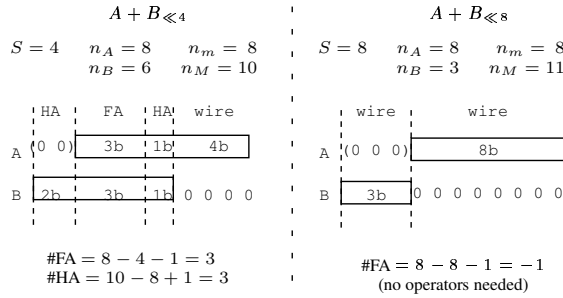 A + B≪4
S = 4 n_A = 8 n_m = 8
n_B = 6 n_M = 10
HA FA HA wire
A (0 0) 3b 1b 4b
B 2b 3b 1b 0 0 0 0
#FA = 8 − 4 − 1 = 3
#HA = 10 − 8 + 1 = 3
A + B≪8
S = 8 n_A = 8 n_m = 8
n_B = 3 n_M = 11
wire wire
A (0 0 0) 8b
B 3b 0 0 0 0 0 0 0 0
#FA = 8 − 8 − 1 = −1
(no operators needed)